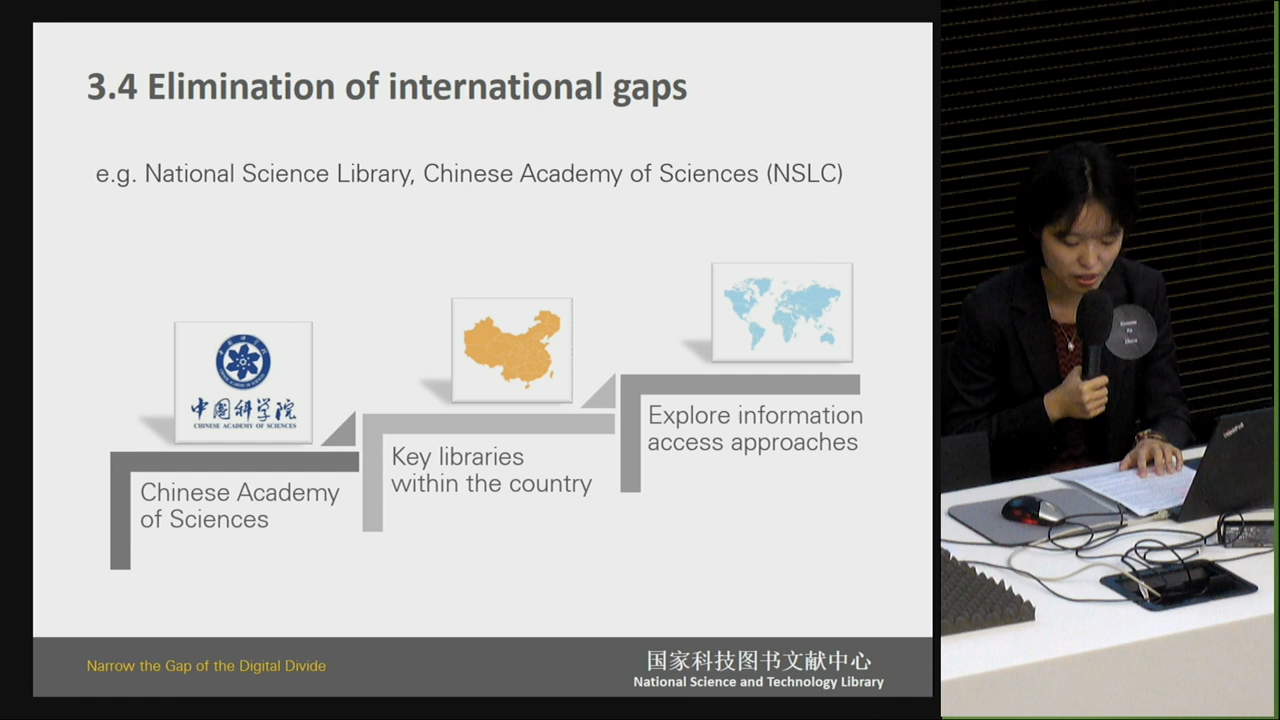 3.4 Elimination of international gaps
e.g. National Science Library, Chinese Academy of Sciences (NSLC)
中国科学院
CHINESE ACADEMY OF SCIENCES
Chinese Academy
of Sciences
Key libraries
within the country
Explore information
access approaches
Narrow the Gap of the Digital Divide
国家科技图书文献中心
National Science and Technology Library
ThinkPad